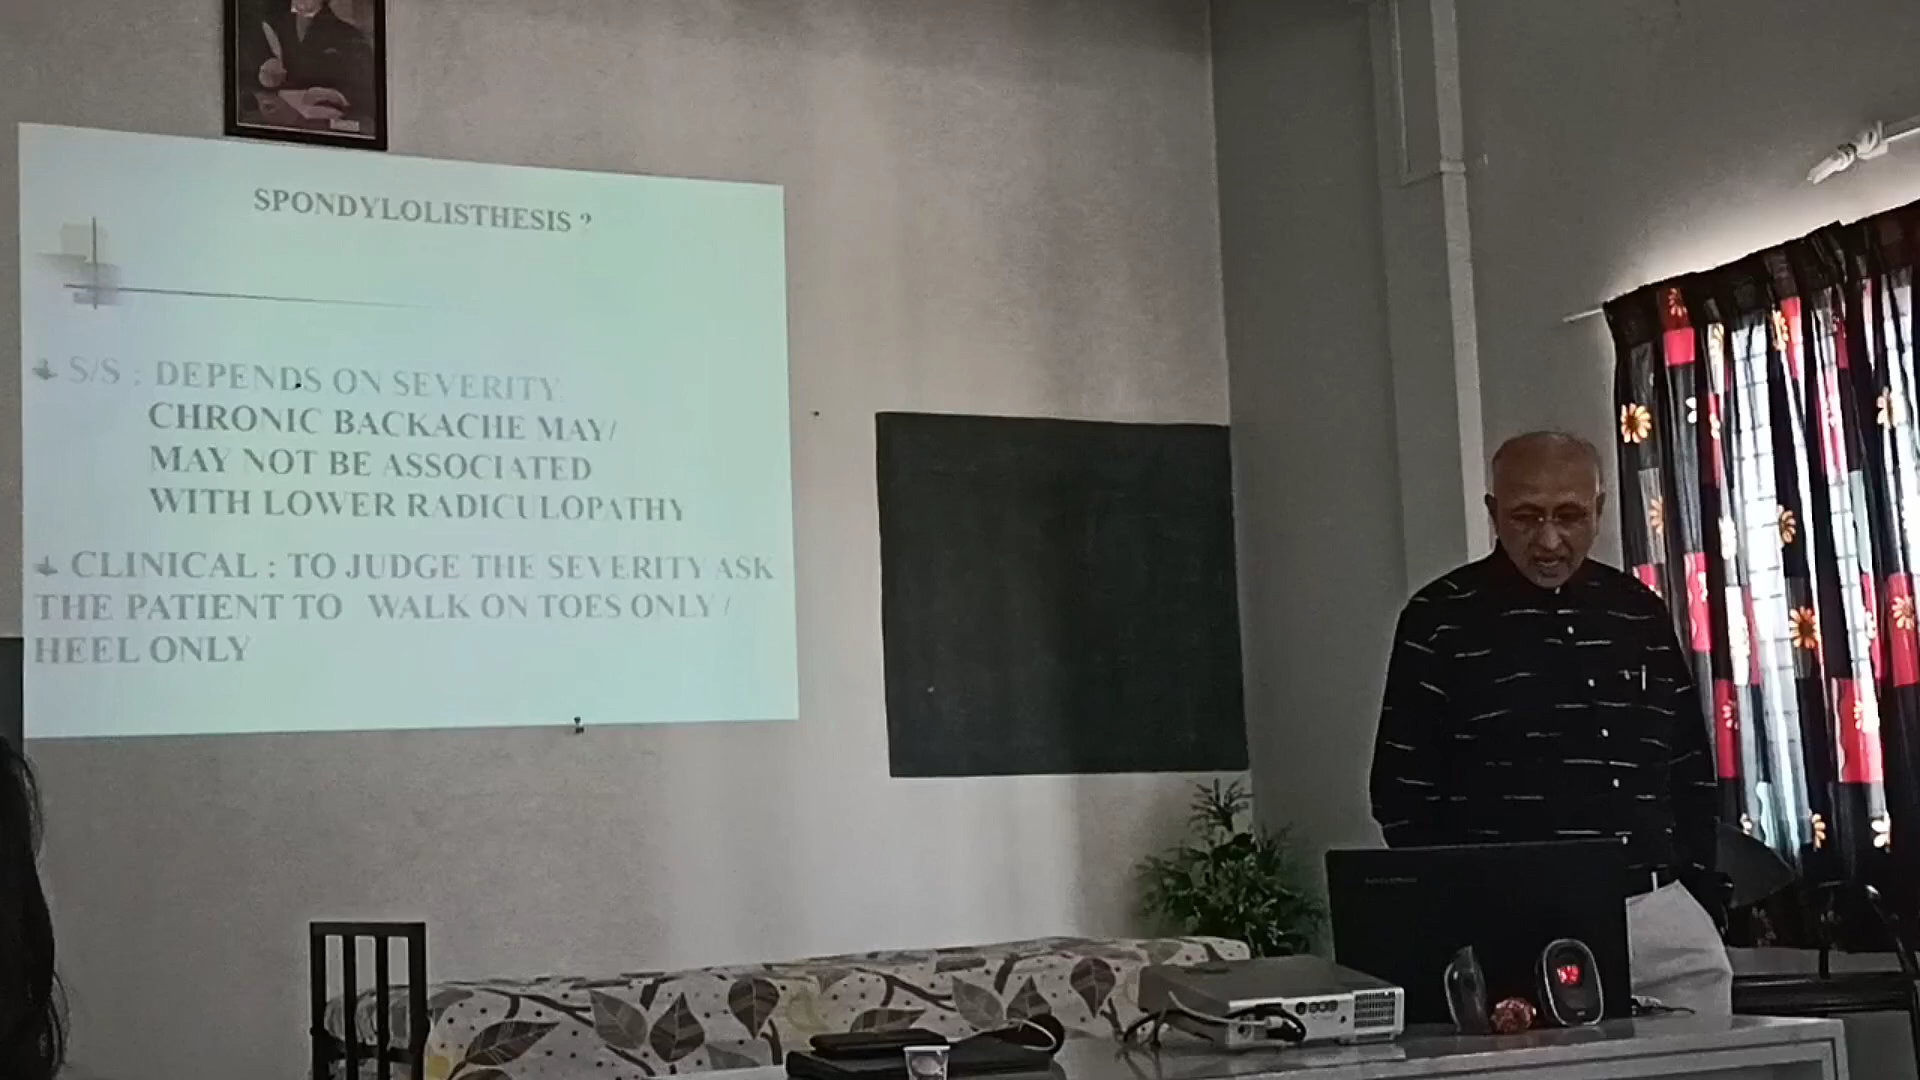 SPONDYLOLISTHESIS ?
S/S : DEPENDS ON SEVERITY.
CHRONIC BACKACHE MAY/
MAY NOT BE ASSOCIATED
WITH LOWER RADICULOPATHY
CLINICAL : TO JUDGE THE SEVERITY ASK
THE PATIENT TO WALK ON TOES ONLY /
HEEL ONLY